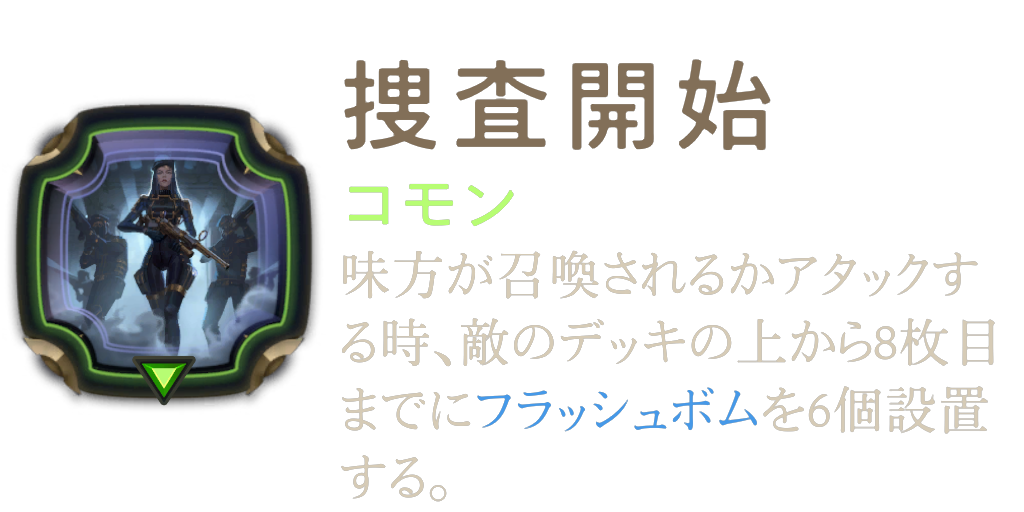 捜査開始
コモン
味方が召喚されるかアタックす
る時、敵のデッキの上から8枚目
までにフラッシュボムを6個設置
する。